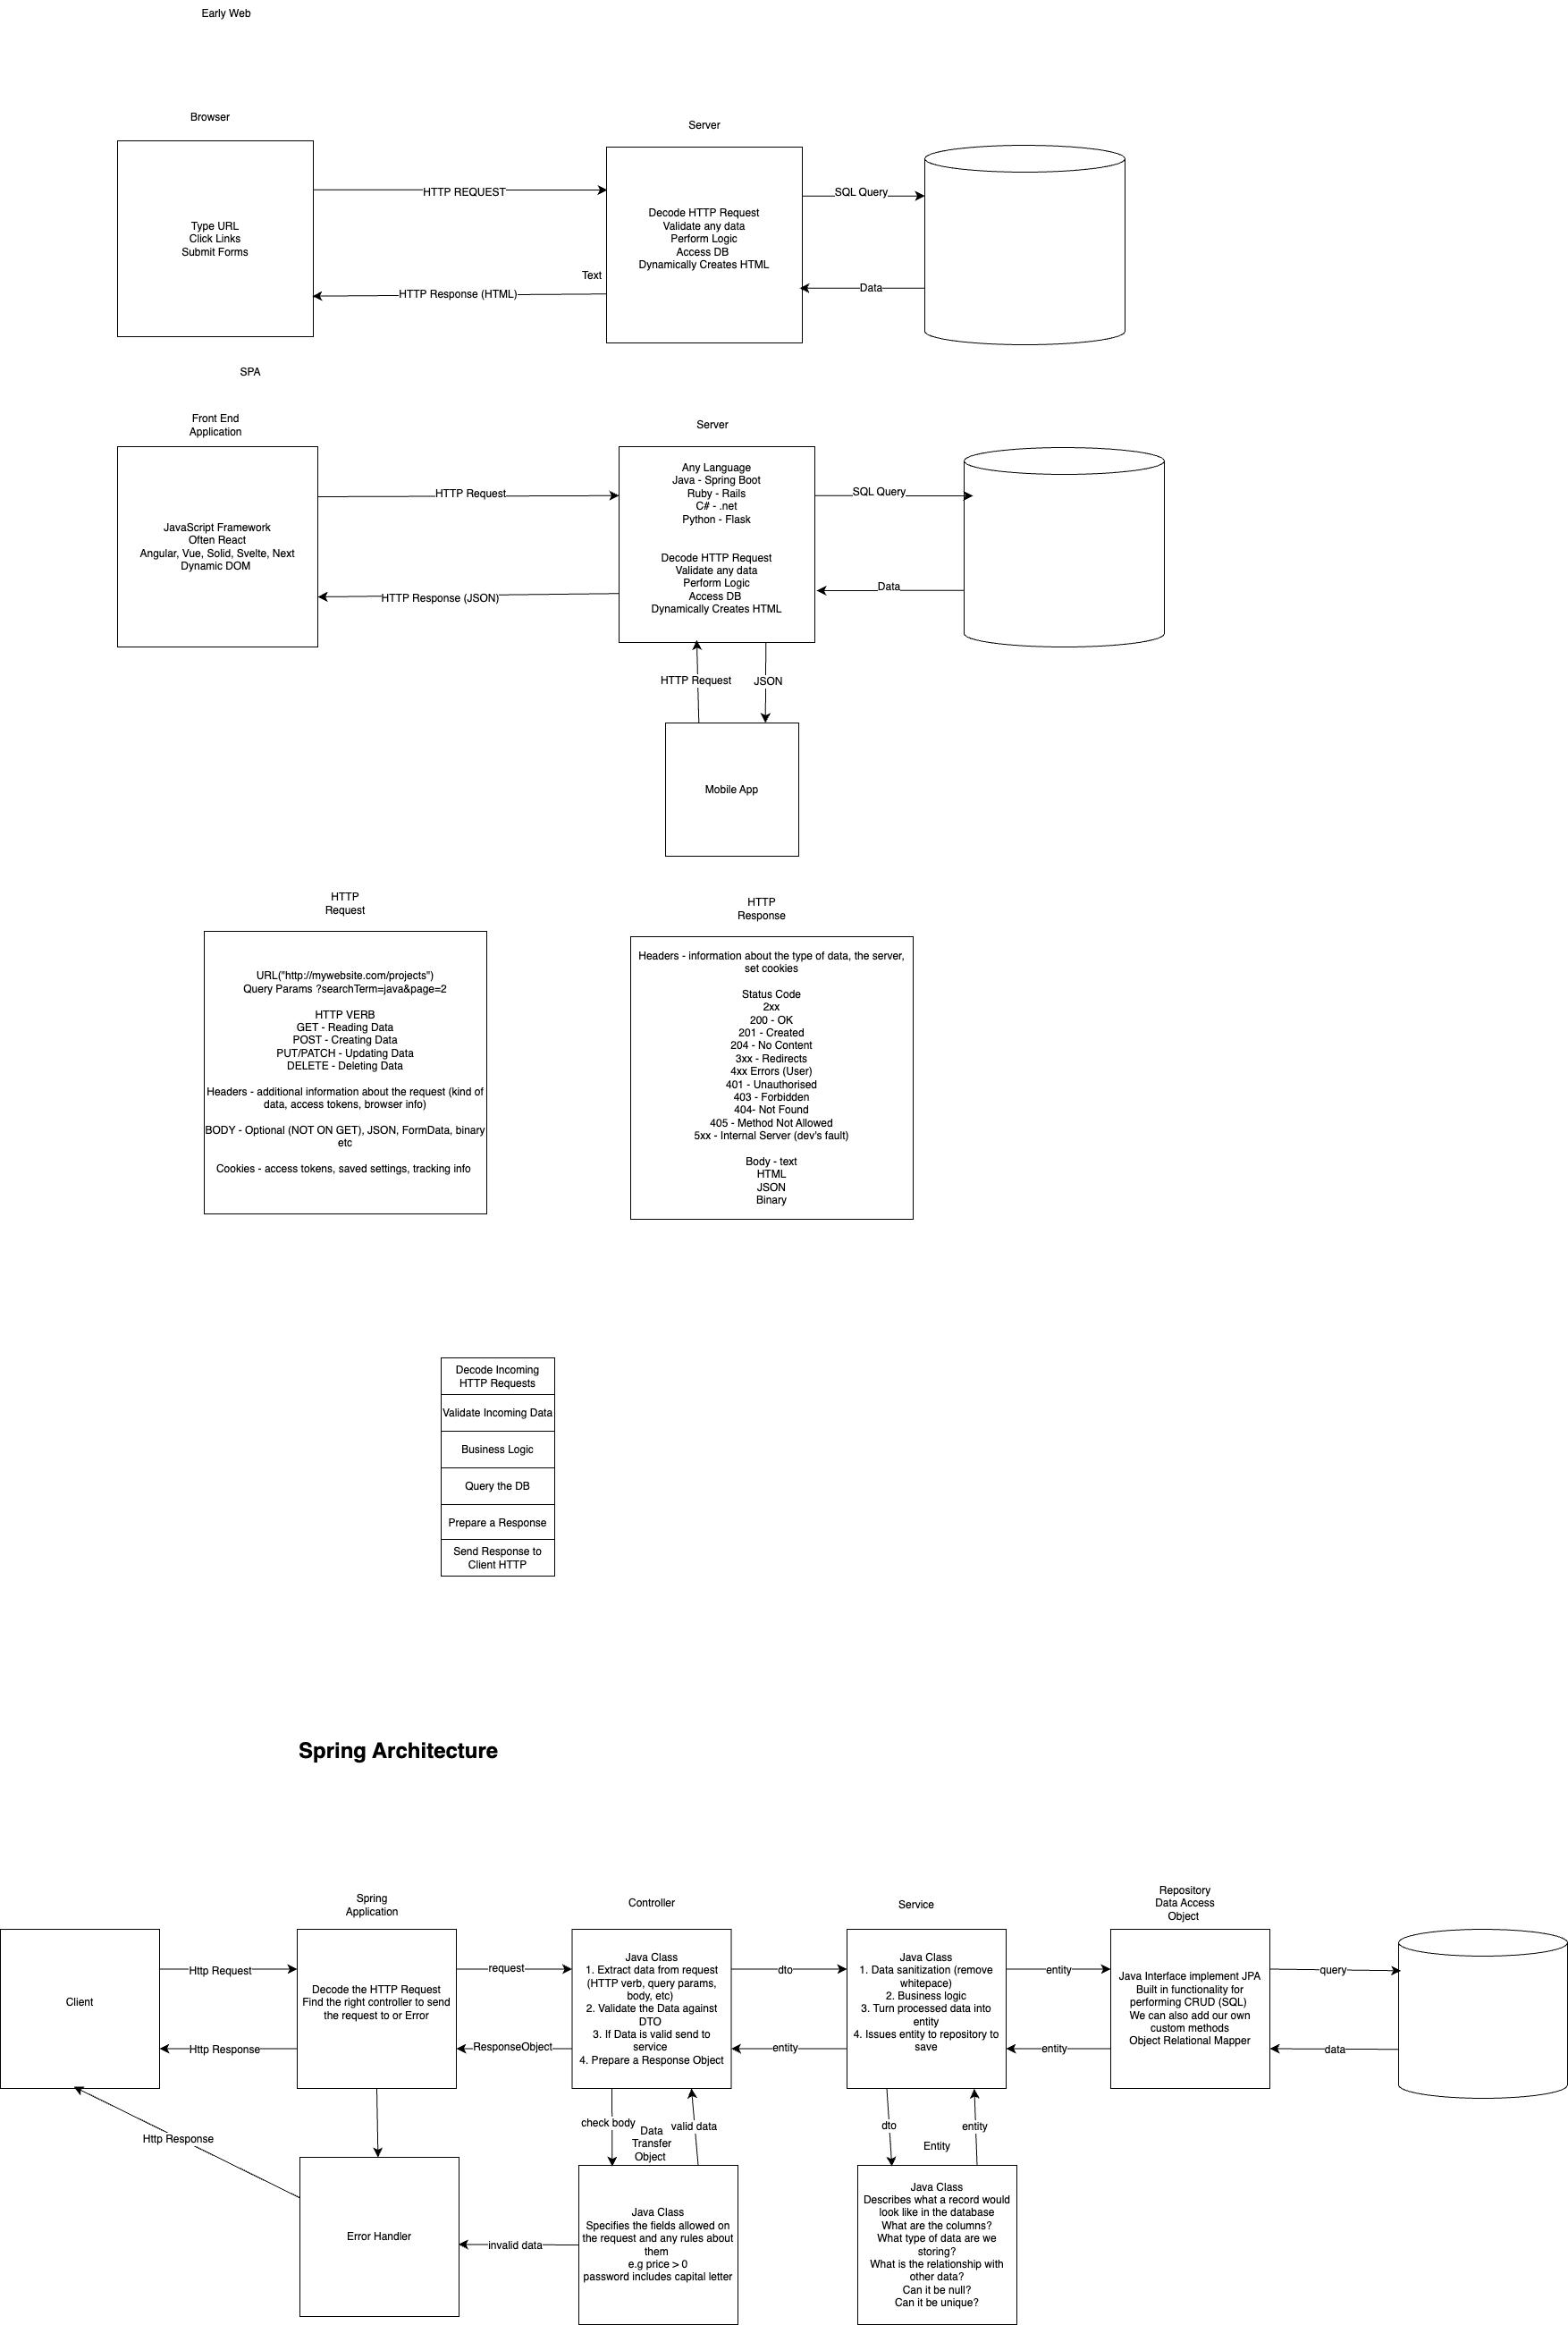 Early Web
Browser
Server
Type URL
Click Links
Submit Forms
HTTP REQUEST
Decode HTTP Request
Validate any data
Perform Logic
Access DB
Dynamically Creates HTML
SQL Query
Text
HTTP Response (HTML)
Data
SPA
Front End
Application
Server
JavaScript Framework
Often React
Angular, Vue, Solid, Svelte, Next
Dynamic DOM
HTTP Request
Any Language
Java - Spring Boot
Ruby - Rails
C# - .net
Python - Flask
Decode HTTP Request
Validate any data
Perform Logic
Access DB
Dynamically Creates HTML
SQL Query
HTTP Response (JSON)
Data
HTTP Request
JSON
Mobile App
HTTP
Request
URL("http://mywebsite.com/projects")
Query Params ?searchTerm=java&page=2
HTTP VERB
GET - Reading Data
POST - Creating Data
PUT/PATCH - Updating Data
DELETE - Deleting Data
Headers - additional information about the request (kind of
data, access tokens, browser info)
BODY - Optional (NOT ON GET), JSON, FormData, binary
etc
Cookies - access tokens, saved settings, tracking info
HTTP
Response
Headers - information about the type of data, the server,
set cookies
Status Code
2xx
200 - OK
201 - Created
204 - No Content
3xx - Redirects
4xx Errors (User)
401 - Unauthorised
403 - Forbidden
404- Not Found
405 - Method Not Allowed
5xx - Internal Server (dev's fault)
Body - text
HTML
JSON
Binary
Decode Incoming
HTTP Requests
Validate Incoming Data
Business Logic
Query the DB
Prepare a Response
Send Response to
Client HTTP
Spring Architecture
Client
Http Request
Http Response
Spring
Application
Decode the HTTP Request
Find the right controller to send
the request to or Error
request
ResponseObject
Controller
Java Class
1. Extract data from request
(HTTP verb, query params,
body, etc)
2. Validate the Data against
DTO
3. If Data is valid send to
service
4. Prepare a Response Object
dto
entity
Service
Java Class
1. Data sanitization (remove
whitepace)
2. Business logic
3. Turn processed data into
entity
4. Issues entity to repository to
save
entity
entity
Repository
Data Access
Object
Java Interface implement JPA
Built in functionality for
performing CRUD (SQL)
We can also add our own
custom methods
Object Relational Mapper
query
data
Http Response
Error Handler
check body
Data
Transfer
Object
valid data
invalid data
Java Class
Specifies the fields allowed on
the request and any rules about
them
e.g price > 0
password includes capital letter
dto
Entity
entity
Java Class
Describes what a record would
look like in the database
What are the columns?
What type of data are we
storing?
What is the relationship with
other data?
Can it be null?
Can it be unique?